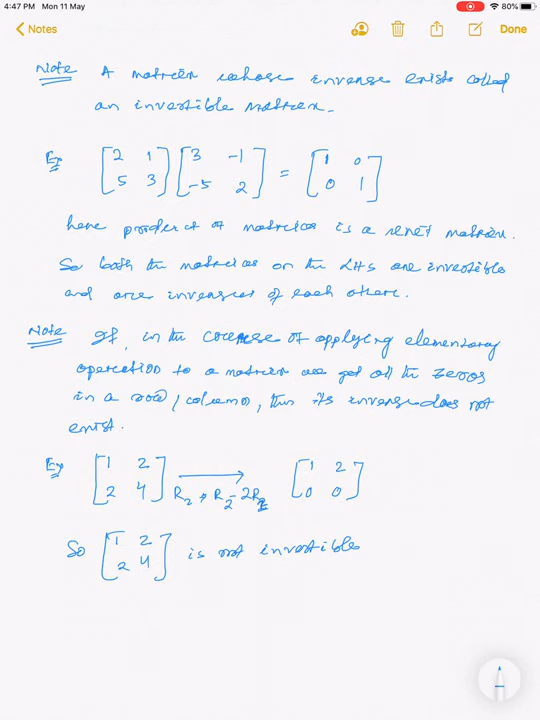 4:47 PM Mon 11 May 80%
Notes Done
Note A matrix whose inverse exists called
an invertible matrix.
Ex [2 1 [3 -1 = [1 0
5 3] -5 2] 0 1]
here product of matrices is a unit matrix.
So both the matrices on the LHS are invertible
and are inverses of each other.
Note If, in the course of applying elementary
operation to a matrix we get all the zeros
in a row/column, then its inverse does not
exist.
Ex [1 2 ⟶ [1 2
2 4] R2 → R2-2R1 0 0]
So [1 2 is not invertible
2 4]